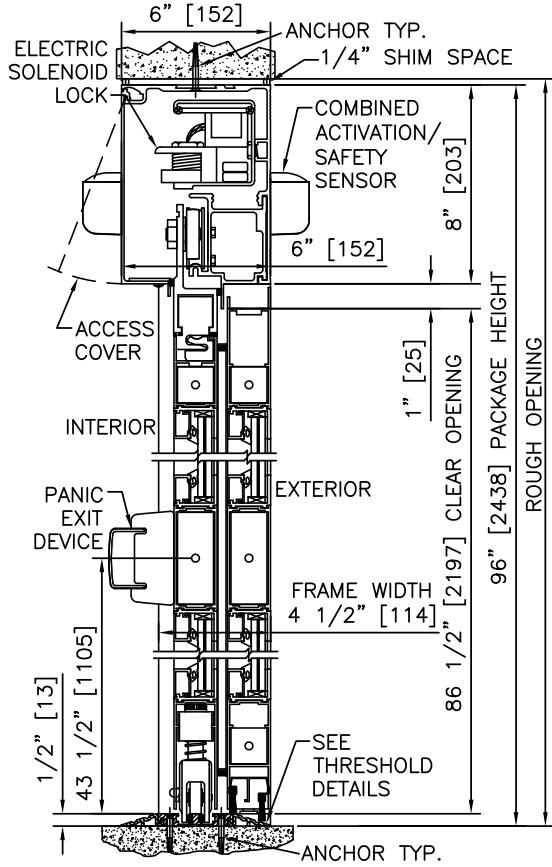 6” [152]
ANCHOR TYP.
1/4” SHIM SPACE
ELECTRIC
SOLENOID
LOCK
COMBINED
ACTIVATION/
SAFETY
SENSOR
8” [203]
6” [152]
ACCESS
COVER
1” [25]
INTERIOR
EXTERIOR
PANIC
EXIT
DEVICE
FRAME WIDTH
4 1/2” [114]
86 1/2” [2197] CLEAR OPENING
96” [2438] PACKAGE HEIGHT
ROUGH OPENING
1/2” [13]
43 1/2” [1105]
SEE
THRESHOLD
DETAILS
ANCHOR TYP.